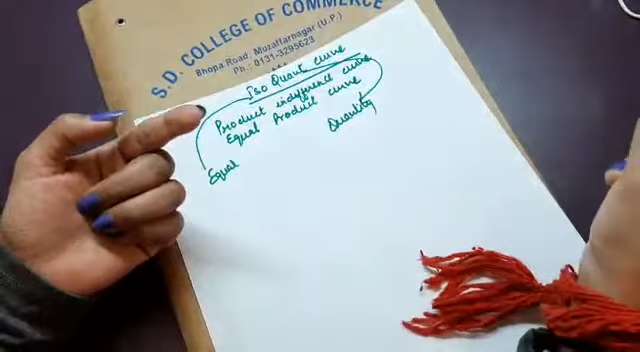 S.D. COLLEGE OF COMMERCE
Bhopa Road, Muzaffarnagar (U.P.)
Ph.: 0131-3295623
Iso Quant curve
Product indifference curve
Equal Product curve
Equal
Quantity